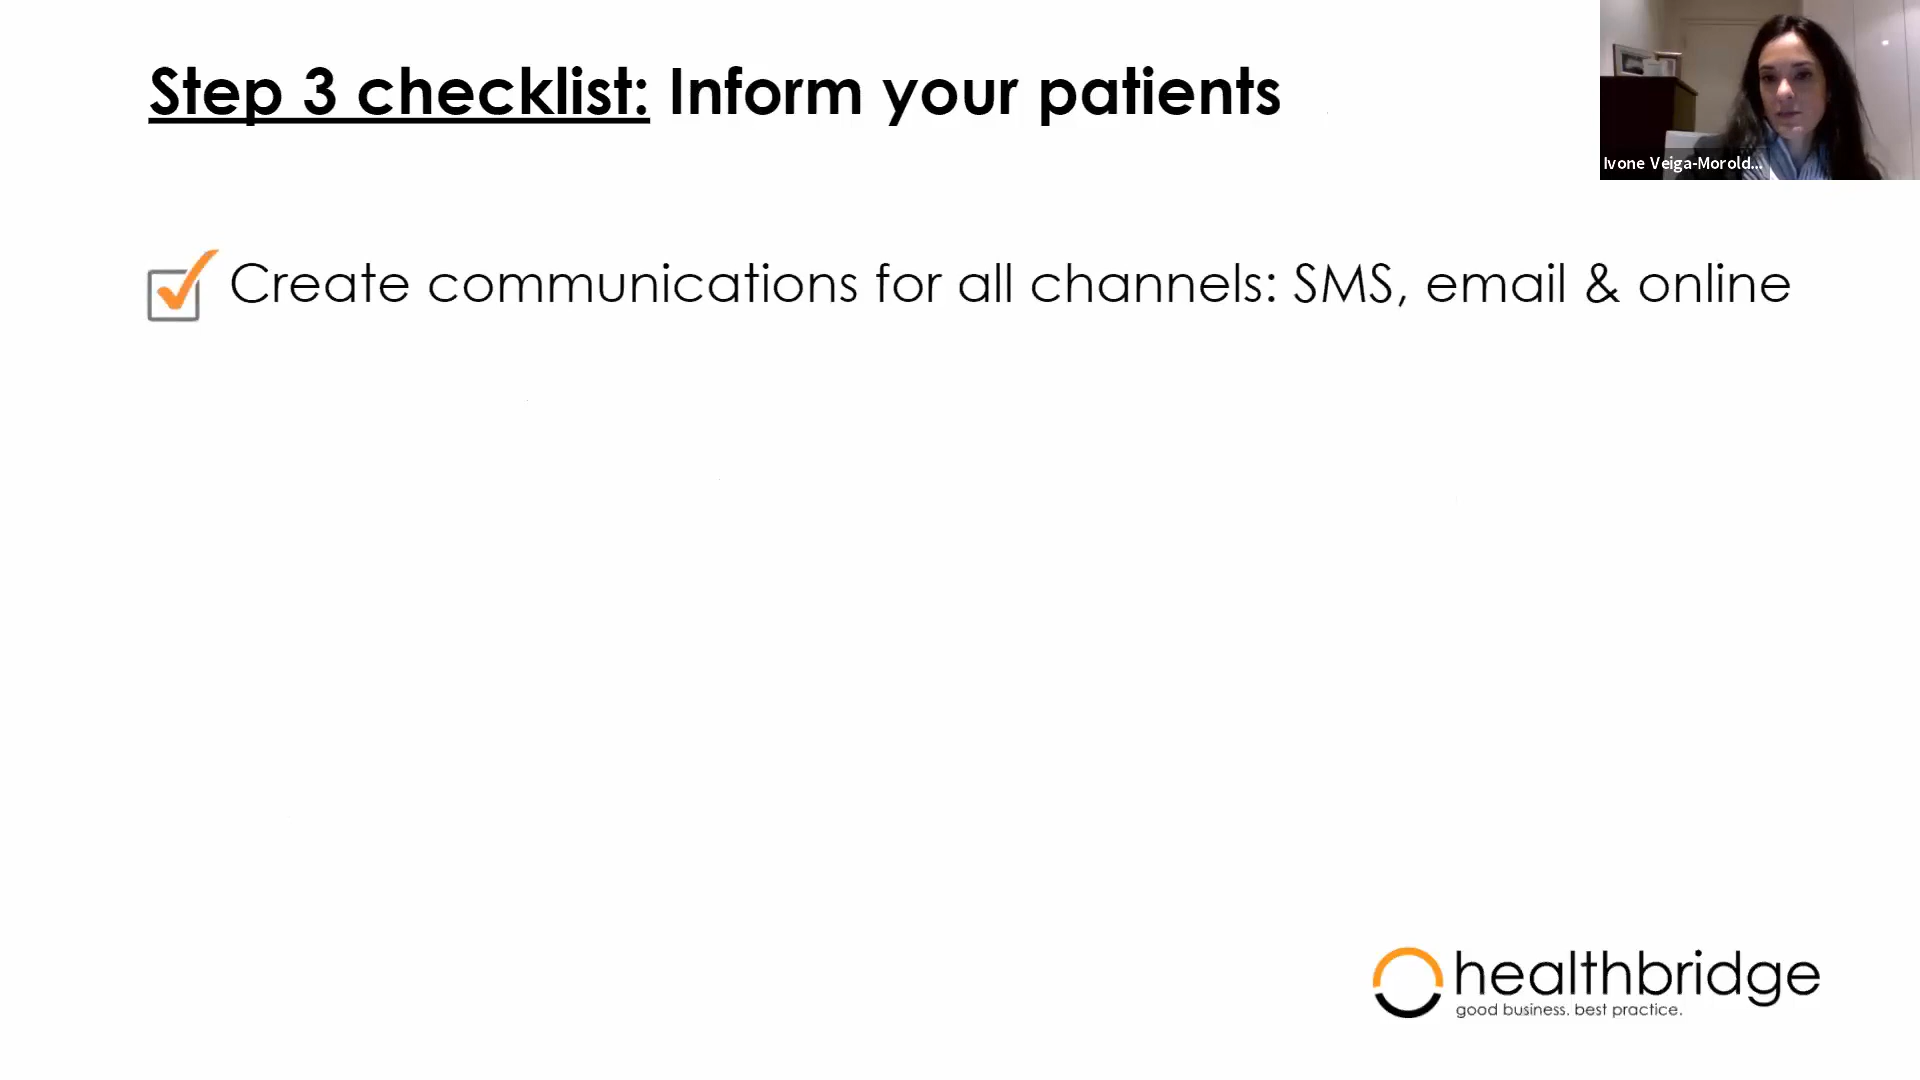 Step 3 checklist: Inform your patients
Ivone Veiga-Morold...
Create communications for all channels: SMS, email & online
healthbridge
good business. best practice.